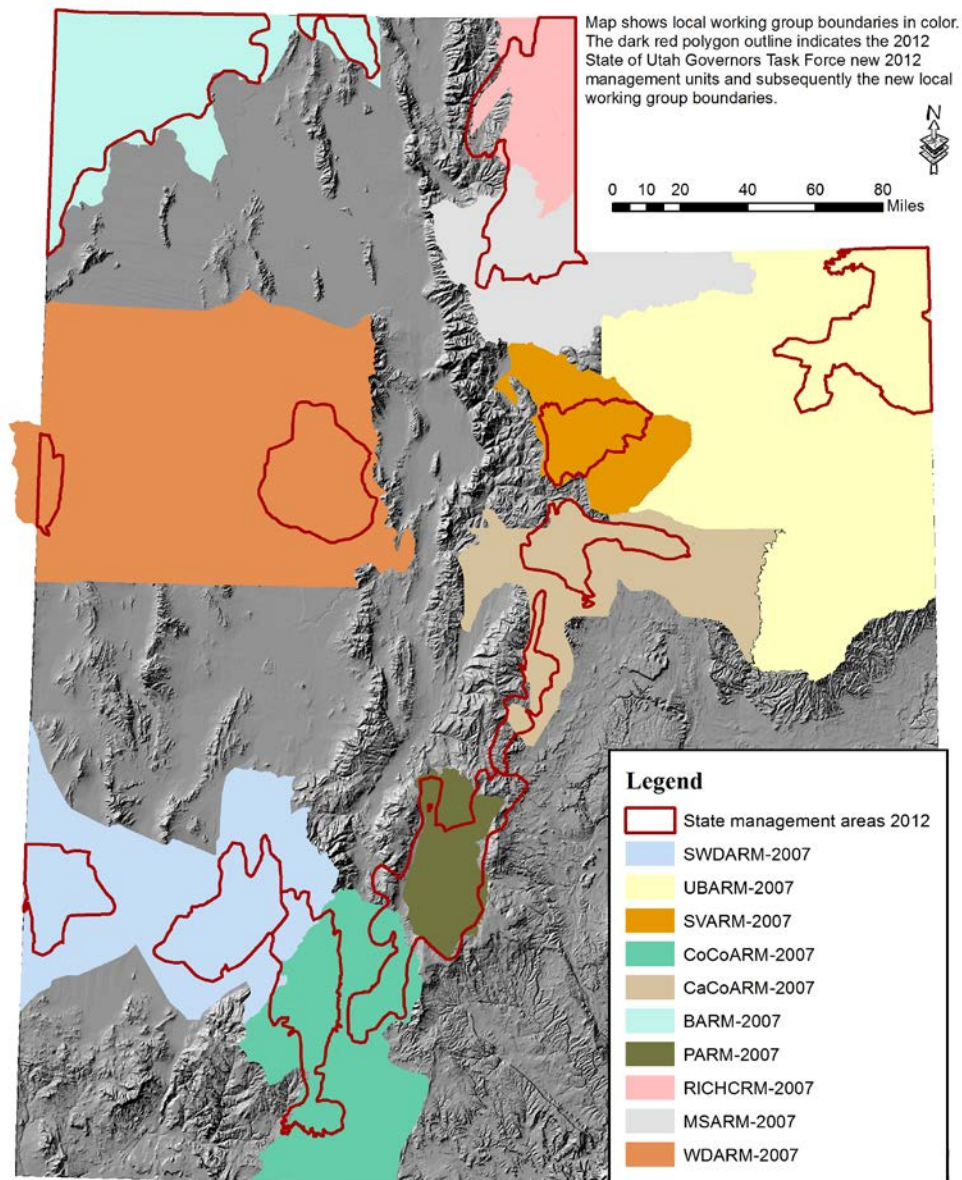 Map shows local working group boundaries in color.
The dark red polygon outline indicates the 2012
State of Utah Governors Task Force new 2012
management units and subsequently the new local
working group boundaries.
N
0 10 20 40 60 80
Miles
Legend
State management areas 2012
SWDARM-2007
UBARM-2007
SVARM-2007
CoCoARM-2007
CaCoARM-2007
BARM-2007
PARM-2007
RICHCRM-2007
MSARM-2007
WDARM-2007